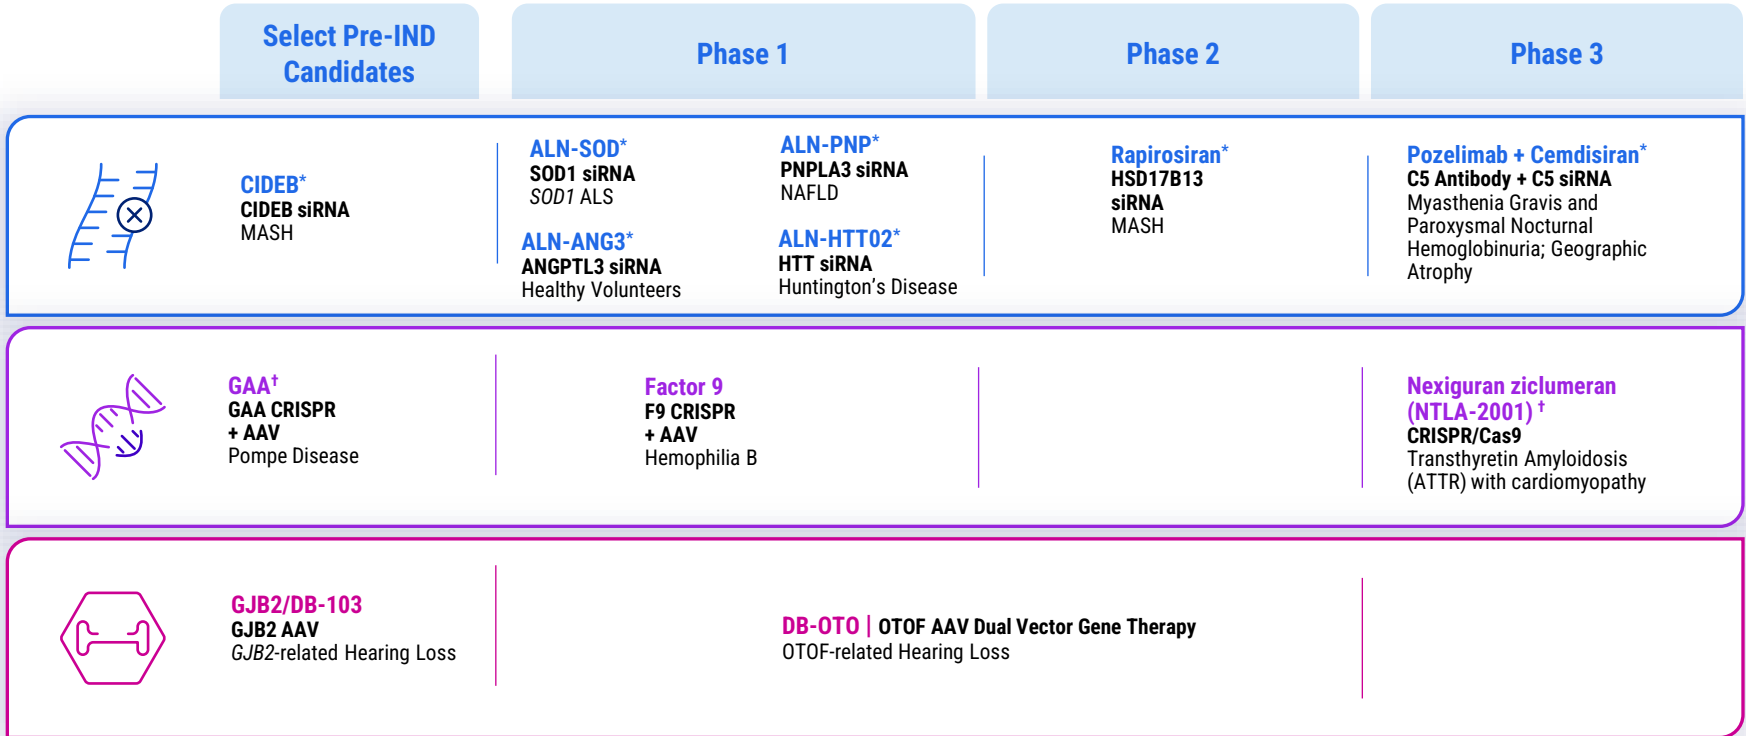 Select Pre-IND
Candidates
Phase 1
Phase 2
Phase 3
CIDEB*
CIDEB siRNA
MASH
ALN-SOD*
SOD1 siRNA
SOD1 ALS
ALN-PNP*
PNPLA3 siRNA
NAFLD
ALN-ANG3*
ANGPTL3 siRNA
Healthy Volunteers
ALN-HTT02*
HTT siRNA
Huntington’s Disease
Rapirosiran*
HSD17B13
siRNA
MASH
Pozelimab + Cemdisiran*
C5 Antibody + C5 siRNA
Myasthenia Gravis and
Paroxysmal Nocturnal
Hemoglobinuria; Geographic
Atrophy
GAA†
GAA CRISPR
+ AAV
Pompe Disease
Factor 9
F9 CRISPR
+ AAV
Hemophilia B
Nexiguran ziclumeran
(NTLA-2001) †
CRISPR/Cas9
Transthyretin Amyloidosis
(ATTR) with cardiomyopathy
GJB2/DB-103
GJB2 AAV
GJB2-related Hearing Loss
DB-OTO | OTOF AAV Dual Vector Gene Therapy
OTOF-related Hearing Loss